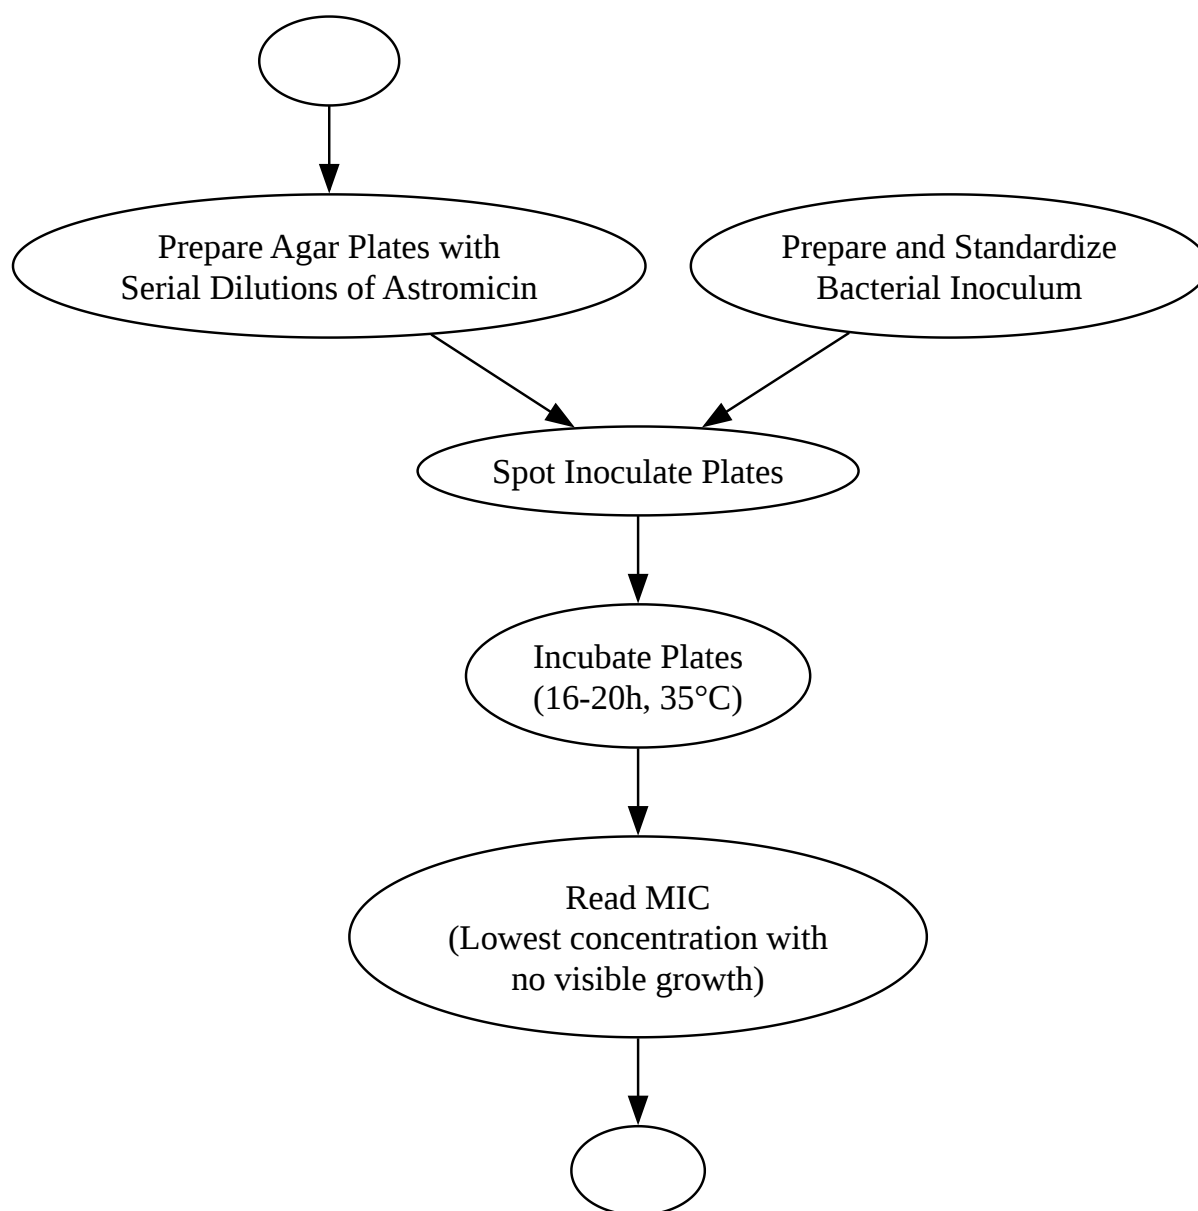 Prepare Agar Plates with
Serial Dilutions of Astromicin
Prepare and Standardize
Bacterial Inoculum
Spot Inoculate Plates
Incubate Plates
(16-20h, 35°C)
Read MIC
(Lowest concentration with
no visible growth)